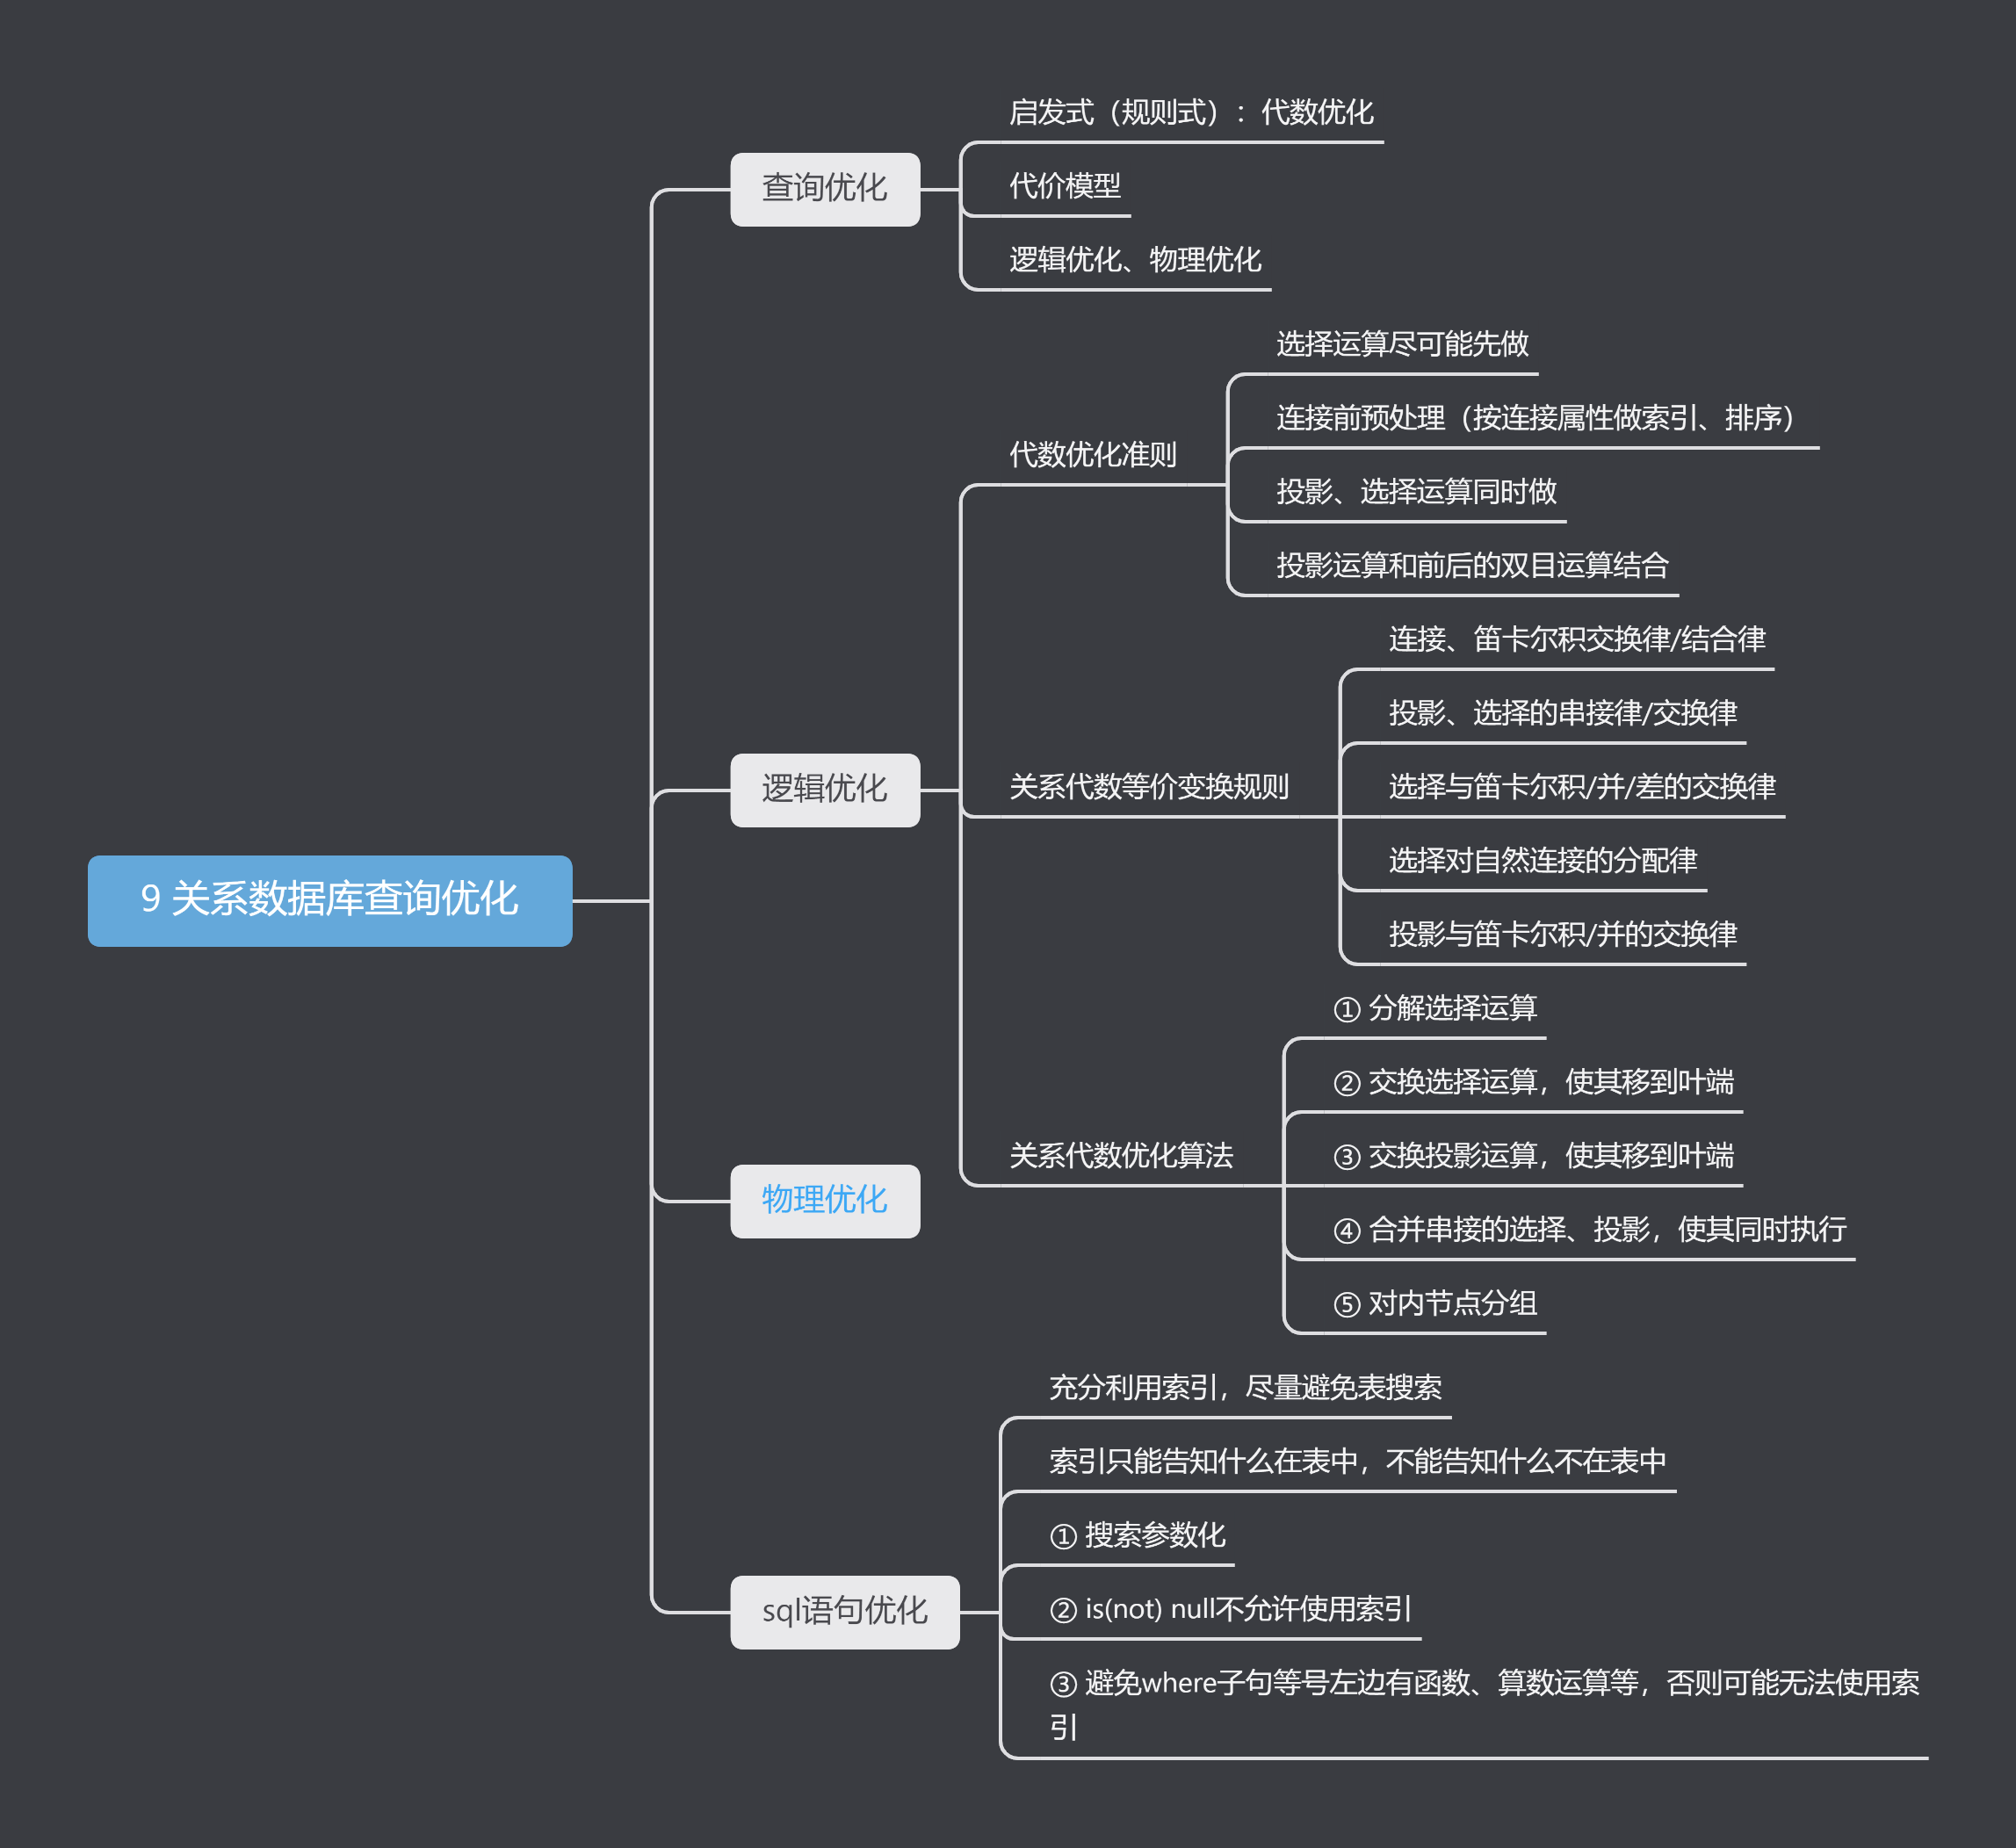 9 关系数据库查询优化
查询优化
启发式（规则式）：代数优化
代价模型
逻辑优化、物理优化
逻辑优化
代数优化准则
选择运算尽可能先做
连接前预处理（按连接属性做索引、排序）
投影、选择运算同时做
投影运算和前后的双目运算结合
关系代数等价变换规则
连接、笛卡尔积交换律/结合律
投影、选择的串接律/交换律
选择与笛卡尔积/并/差的交换律
选择对自然连接的分配律
投影与笛卡尔积/并的交换律
关系代数优化算法
① 分解选择运算
② 交换选择运算，使其移到叶端
③ 交换投影运算，使其移到叶端
④ 合并串接的选择、投影，使其同时执行
⑤ 对内节点分组
物理优化
sql语句优化
充分利用索引，尽量避免表搜索
索引只能告知什么在表中，不能告知什么不在表中
① 搜索参数化
② is(not) null不允许使用索引
③ 避免where子句等号左边有函数、算数运算等，否则可能无法使用索
引